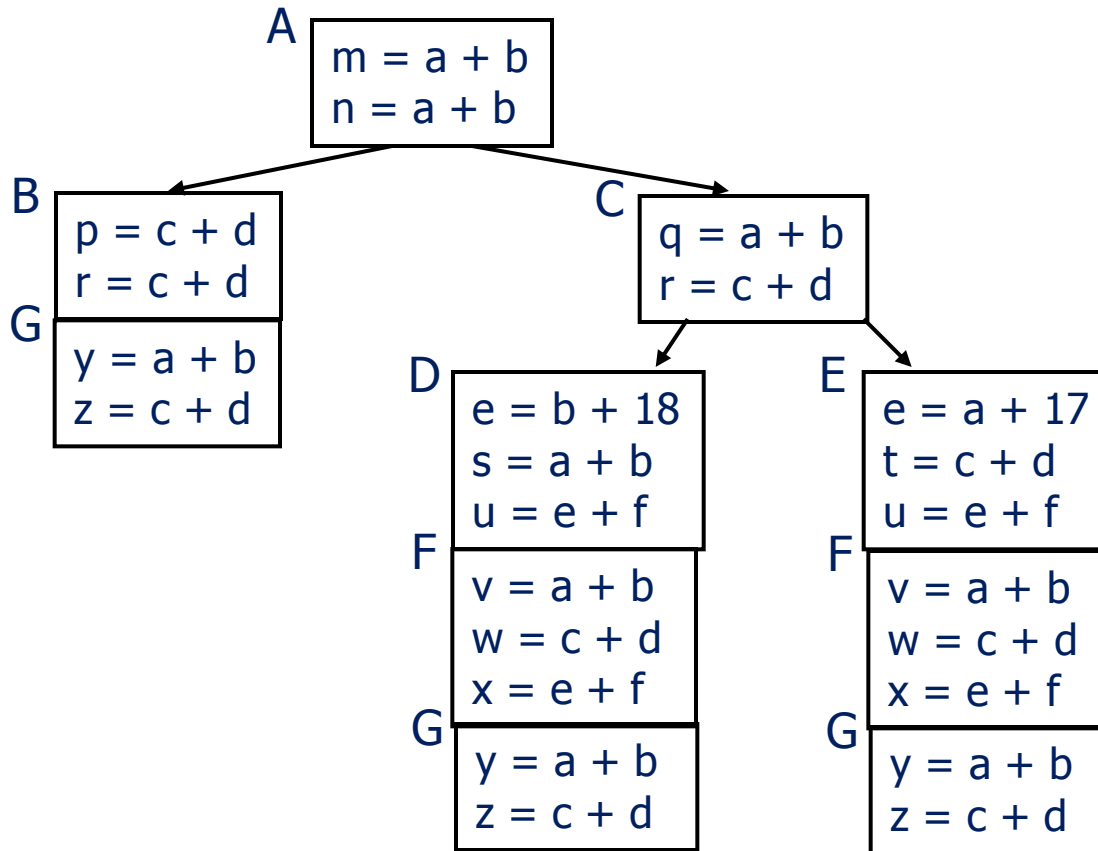 A
m = a + b
n = a + b
B
p = c + d
r = c + d
G
y = a + b
z = c + d
C
q = a + b
r = c + d
D
e = b + 18
s = a + b
u = e + f
F
v = a + b
w = c + d
x = e + f
G
y = a + b
z = c + d
E
e = a + 17
t = c + d
u = e + f
F
v = a + b
w = c + d
x = e + f
G
y = a + b
z = c + d